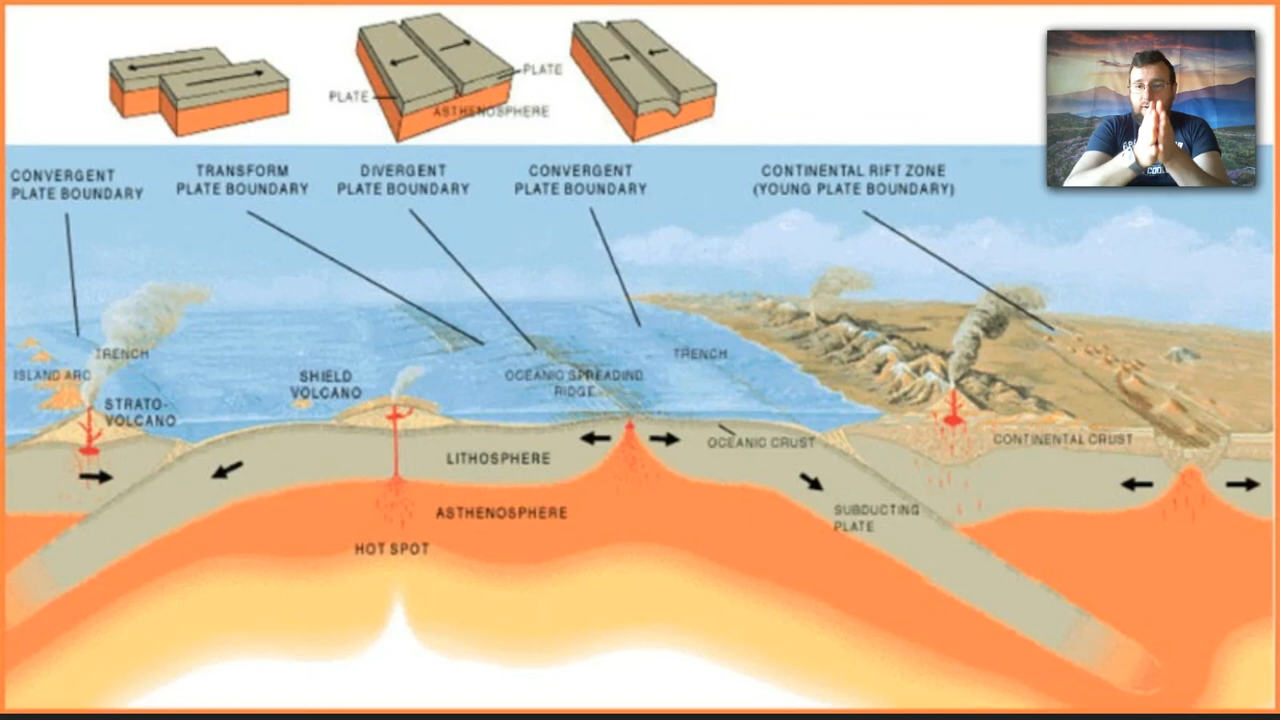 PLATE
PLATE
ASTHENOSPHERE
CONVERGENT
PLATE BOUNDARY
TRANSFORM
PLATE BOUNDARY
DIVERGENT
PLATE BOUNDARY
CONVERGENT
PLATE BOUNDARY
CONTINENTAL RIFT ZONE
(YOUNG PLATE BOUNDARY)
TRENCH
ISLAND ARC
STRATO-
VOLCANO
SHIELD
VOLCANO
OCEANIC SPREADING
RIDGE
TRENCH
OCEANIC CRUST
CONTINENTAL CRUST
LITHOSPHERE
ASTHENOSPHERE
SUBDUCTING
PLATE
HOT SPOT